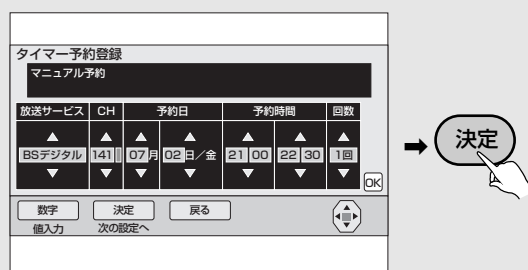 タイマー予約登録
マニュアル予約
放送サービス CH 予約日 予約時間 回数
BSデジタル 141 07月 02日/金 21 00 22 30 1回
OK
数字 決定 戻る
値入力 次の設定へ
決定